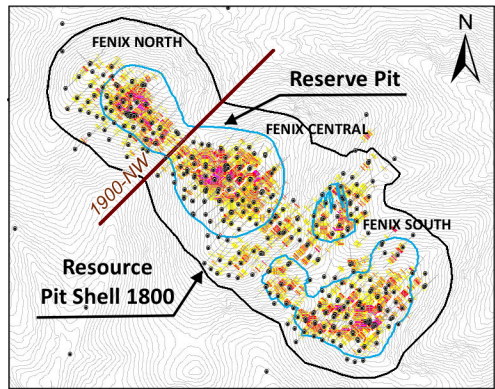 N
FENIX NORTH
Reserve Pit
FENIX CENTRAL
1900-NW
FENIX SOUTH
Resource
Pit Shell 1800